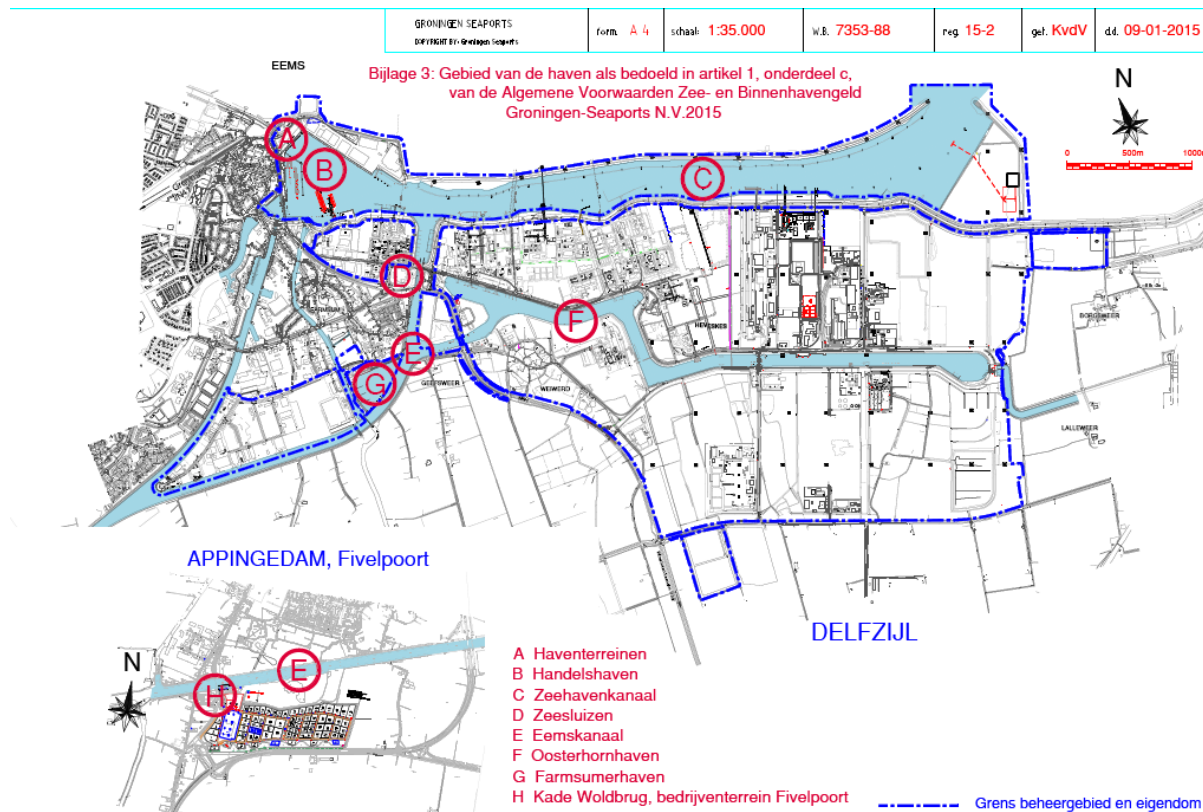 GRONINGEN SEAPORTS
COPYRIGHT BY: Groningen Seaports
form. A 4
schaal: 1:35.000
W.B. 7353-88
reg. 15-2
get. KvdV
d.d. 09-01-2015
EEMS
Bijlage 3: Gebied van de haven als bedoeld in artikel 1, onderdeel c,
van de Algemene Voorwaarden Zee- en Binnenhavengeld
Groningen-Seaports N.V.2015
N
0 500m 1000m
A
B
C
D
E
F
G
FARMSUM
HEVESKES
BORGSWEER
GEEFSWEER
WEIWERD
LALLEWEER
APPINGEDAM, Fivelpoort
DELFZIJL
N
E
H
A Haventerreinen
B Handelshaven
C Zeehavenkanaal
D Zeesluizen
E Eemskanaal
F Oosterhornhaven
G Farmsumerhaven
H Kade Woldbrug, bedrijventerrein Fivelpoort
Grens beheergebied en eigendom